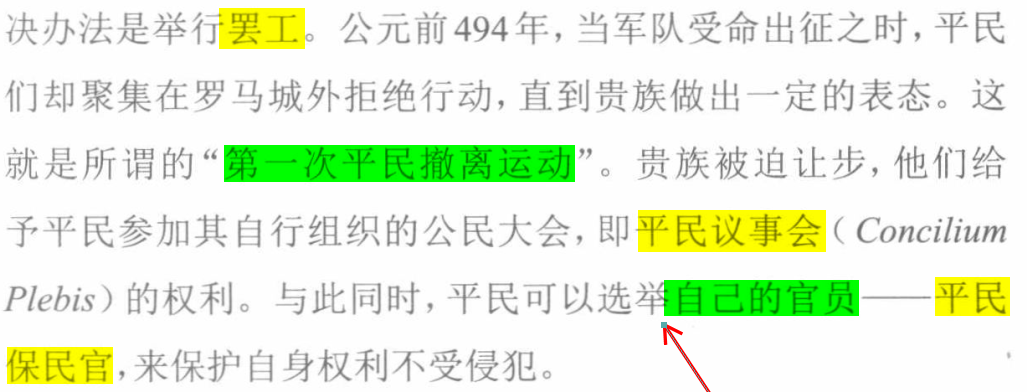 决办法是举行罢工。公元前494年，当军队受命出征之时，平民
们却聚集在罗马城外拒绝行动，直到贵族做出一定的表态。这
就是所谓的“第一次平民撤离运动”。贵族被迫让步，他们给
予平民参加其自行组织的公民大会，即平民议事会（Concilium
Plebis）的权利。与此同时，平民可以选举自己的官员——平民
保民官，来保护自身权利不受侵犯。